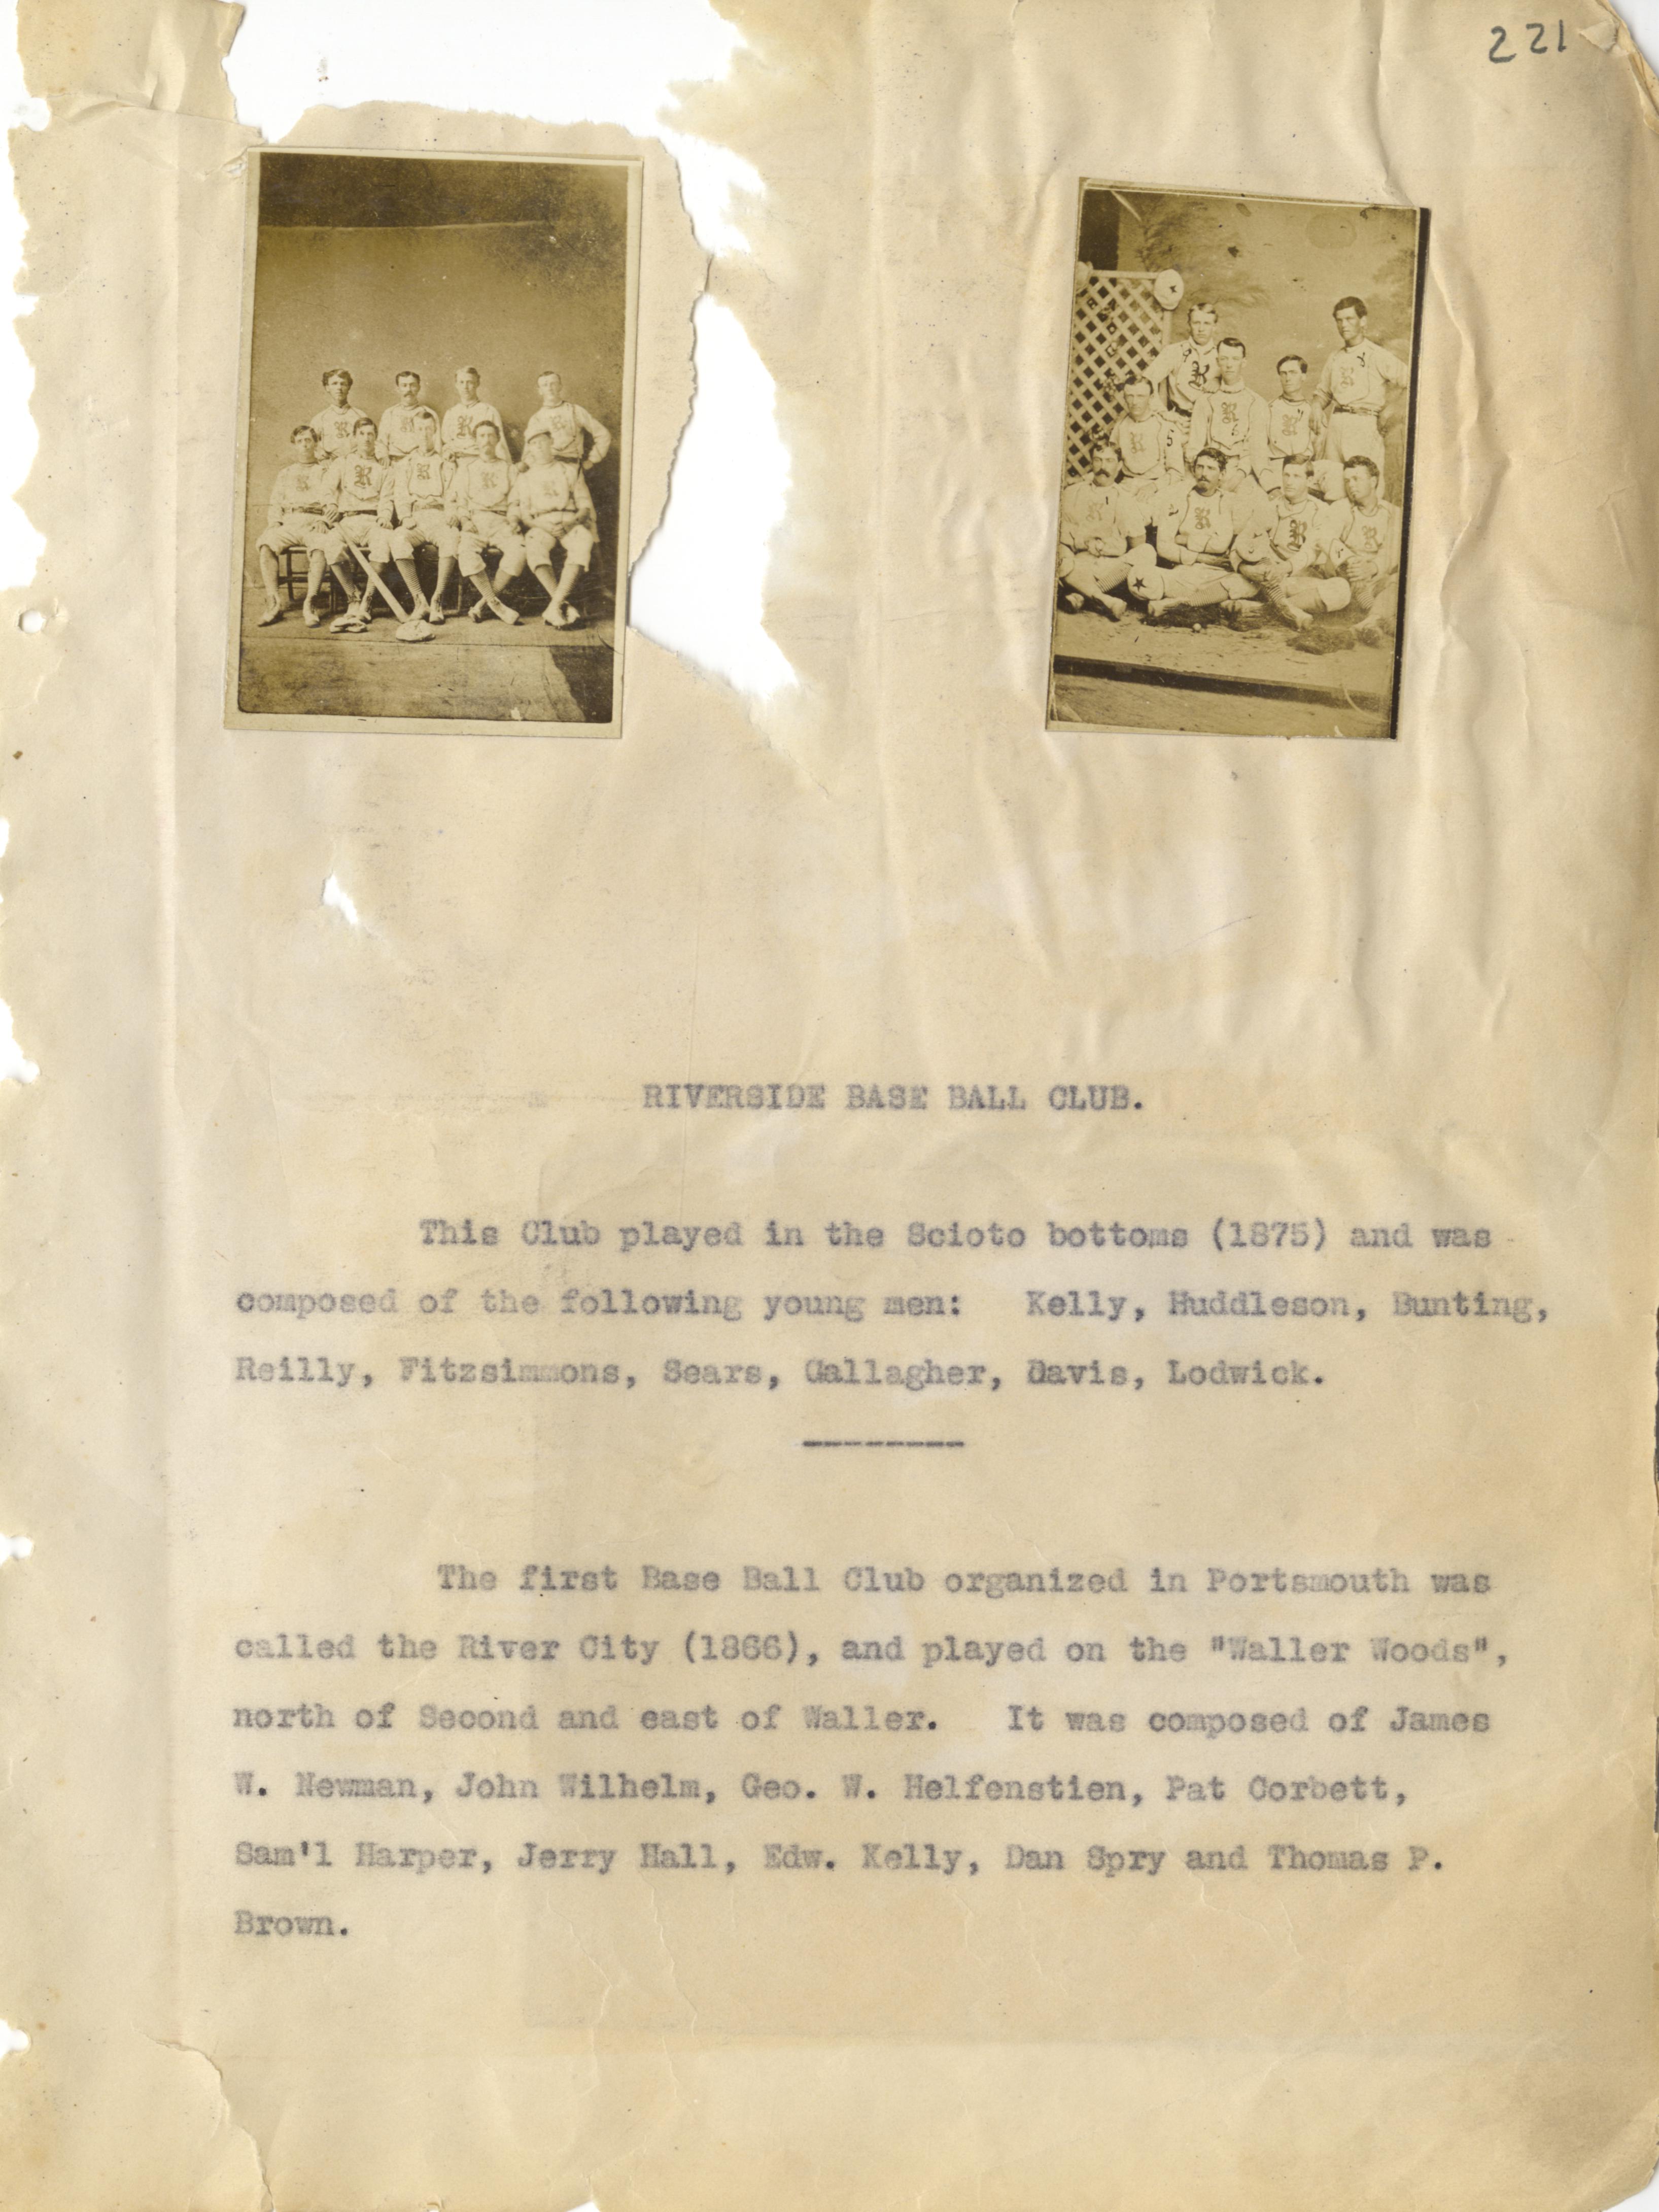 221
RIVERSIDE BASE BALL CLUB.
This Club played in the Scioto bottoms (1875) and was
composed of the following young men: Kelly, Huddleson, Bunting,
Reilly, Fitzsimmons, Sears, Gallagher, Davis, Lodwick.
The first Base Ball Club organized in Portsmouth was
called the River City (1866), and played on the "Waller Woods",
north of Second and east of Waller. It was composed of James
W. Newman, John Wilhelm, Geo. W. Helfenstien, Pat Corbett,
Sam'l Harper, Jerry Hall, Edw. Kelly, Dan Spry and Thomas P.
Brown.